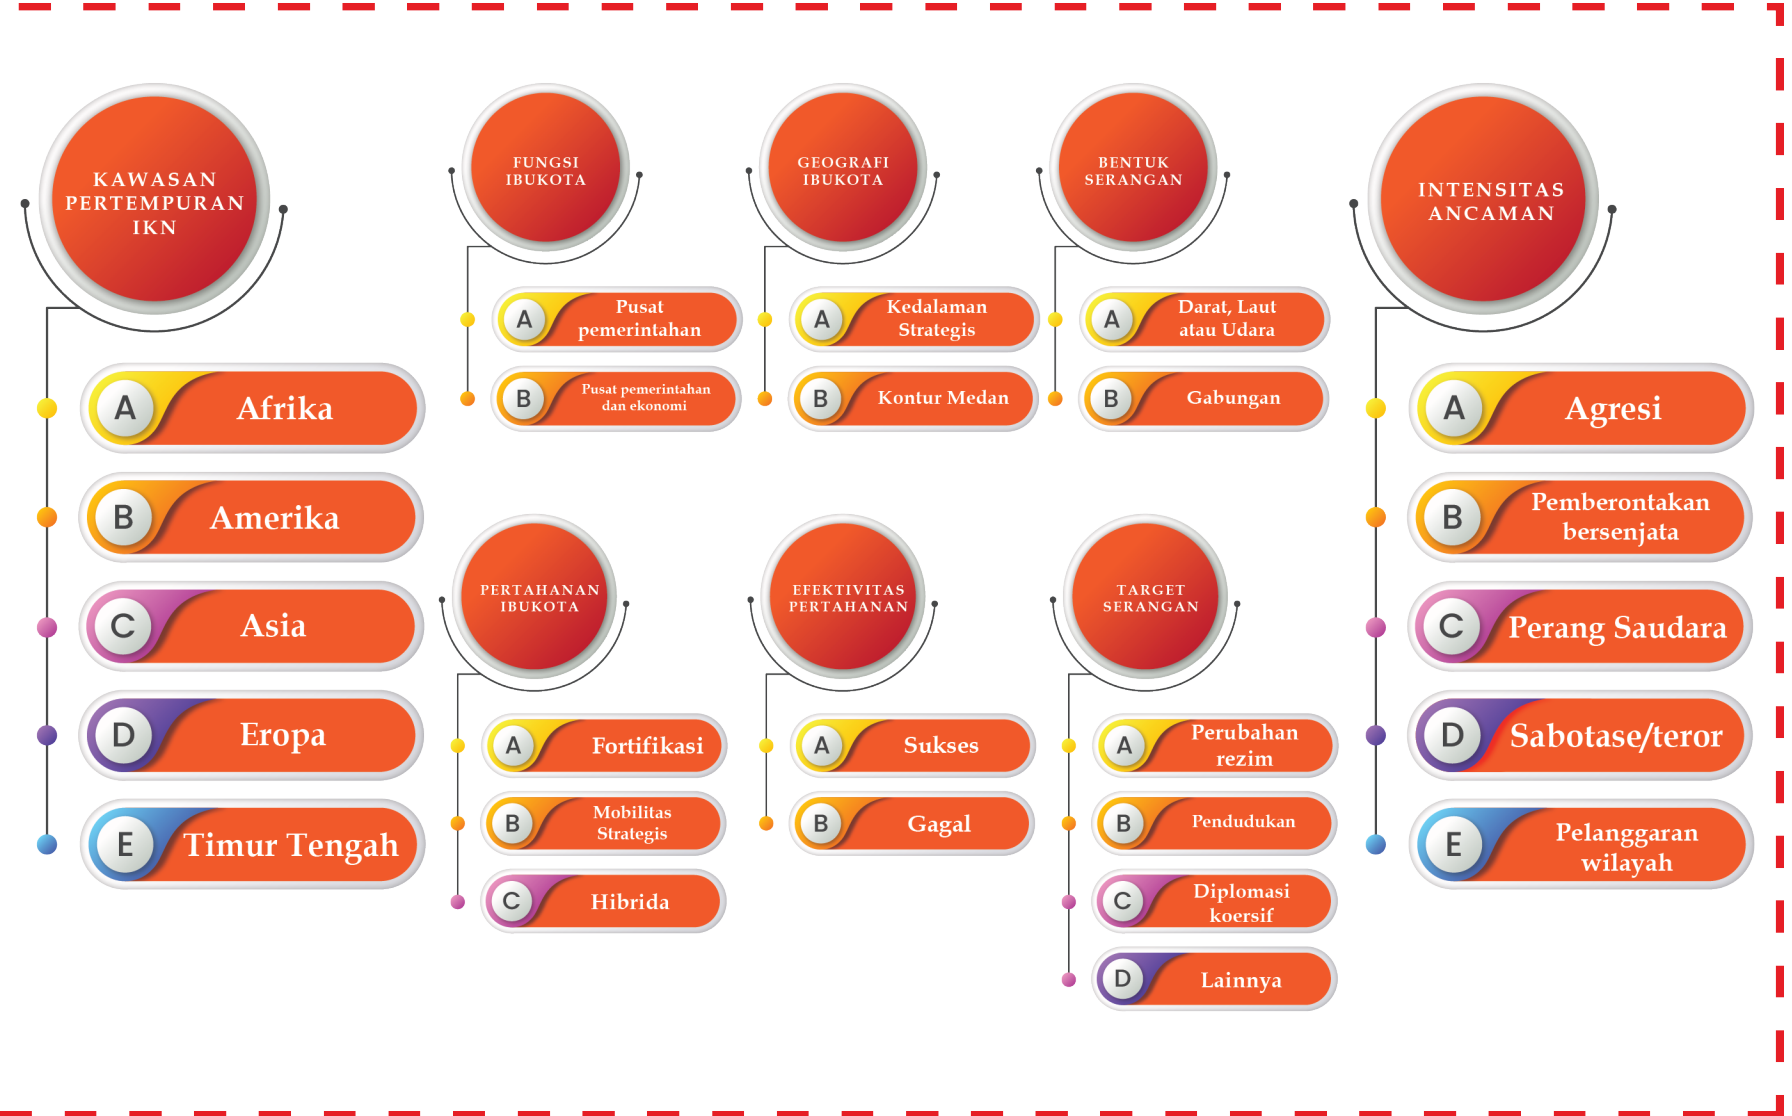 KAWASAN
PERTEMPURAN
IKN
A
Afrika
B
Amerika
C
Asia
D
Eropa
E
Timur Tengah
FUNGSI
IBUKOTA
A
Pusat
pemerintahan
B
Pusat pemerintahan
dan ekonomi
GEOGRAFI
IBUKOTA
A
Kedalaman
Strategis
B
Kontur Medan
BENTUK
SERANGAN
A
Darat, Laut
atau Udara
B
Gabungan
PERTAHANAN
IBUKOTA
A
Fortifikasi
B
Mobilitas
Strategis
C
Hibrida
EFEKTIVITAS
PERTAHANAN
A
Sukses
B
Gagal
TARGET
SERANGAN
A
Perubahan
rezim
B
Pendudukan
C
Diplomasi
koersif
D
Lainnya
INTENSITAS
ANCAMAN
A
Agresi
B
Pemberontakan
bersenjata
C
Perang Saudara
D
Sabotase/teror
E
Pelanggaran
wilayah